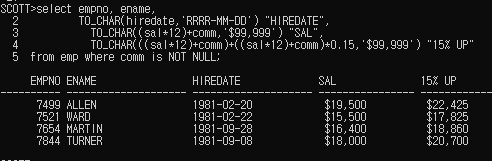 SCOTT>select empno, ename,
  2         TO_CHAR(hiredate,'RRRR-MM-DD') "HIREDATE",
  3           TO_CHAR((sal*12)+comm,'$99,999') "SAL",
  4           TO_CHAR(((sal*12)+comm)+((sal*12)+comm)*0.15,'$99,999') "15% UP"
  5  from emp where comm is NOT NULL;
EMPNO ENAME HIREDATE SAL 15% UP
---------- ---------- ---------- ---------- ----------
7499 ALLEN 1981-02-20 $19,500 $22,425
7521 WARD 1981-02-22 $15,500 $17,825
7654 MARTIN 1981-09-28 $16,400 $18,860
7844 TURNER 1981-09-08 $18,000 $20,700